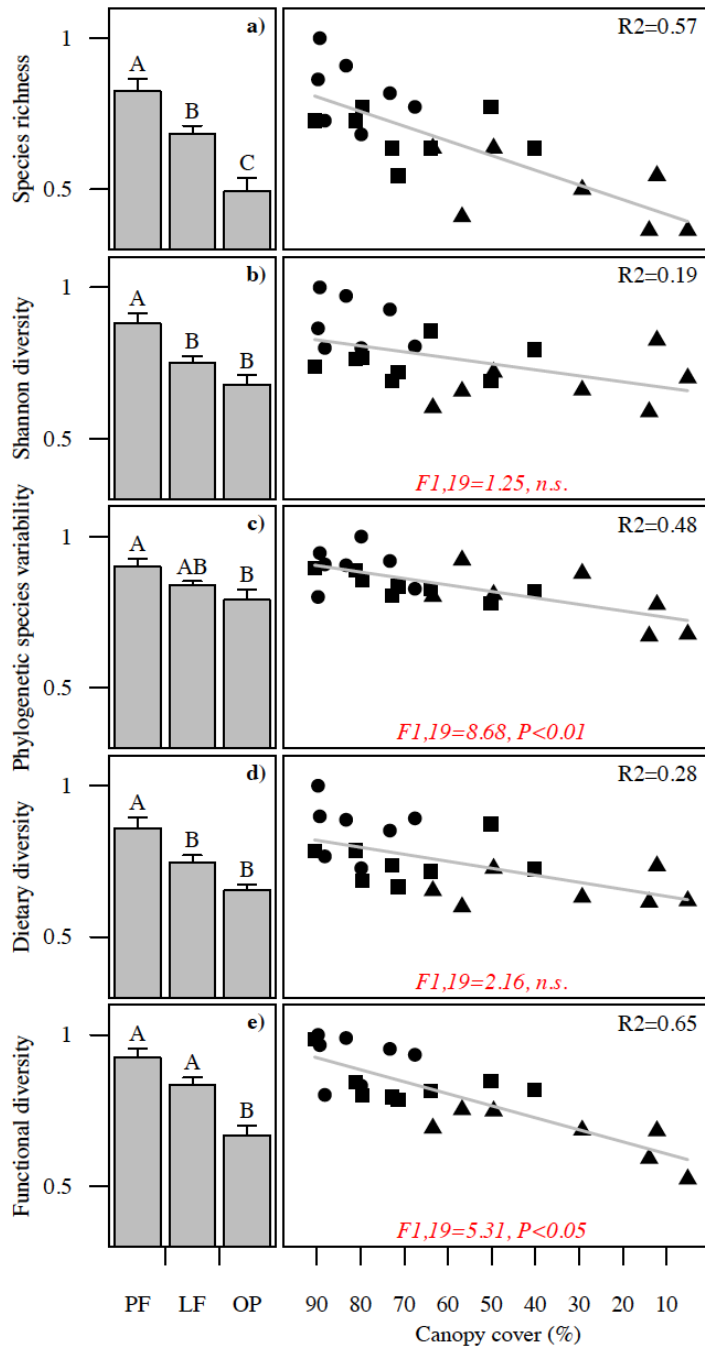 a)
R2=0.57
Species richness
1
0.5
A
B
C
b)
R2=0.19
Shannon diversity
1
0.5
A
B
B
F1,19=1.25, n.s.
c)
R2=0.48
Phylogenetic species variability
1
0.5
A
AB
B
F1,19=8.68, P<0.01
d)
R2=0.28
Dietary diversity
1
0.5
A
B
B
F1,19=2.16, n.s.
e)
R2=0.65
Functional diversity
1
0.5
A
A
B
F1,19=5.31, P<0.05
PF LF OP
90 80 70 60 50 40 30 20 10
Canopy cover (%)